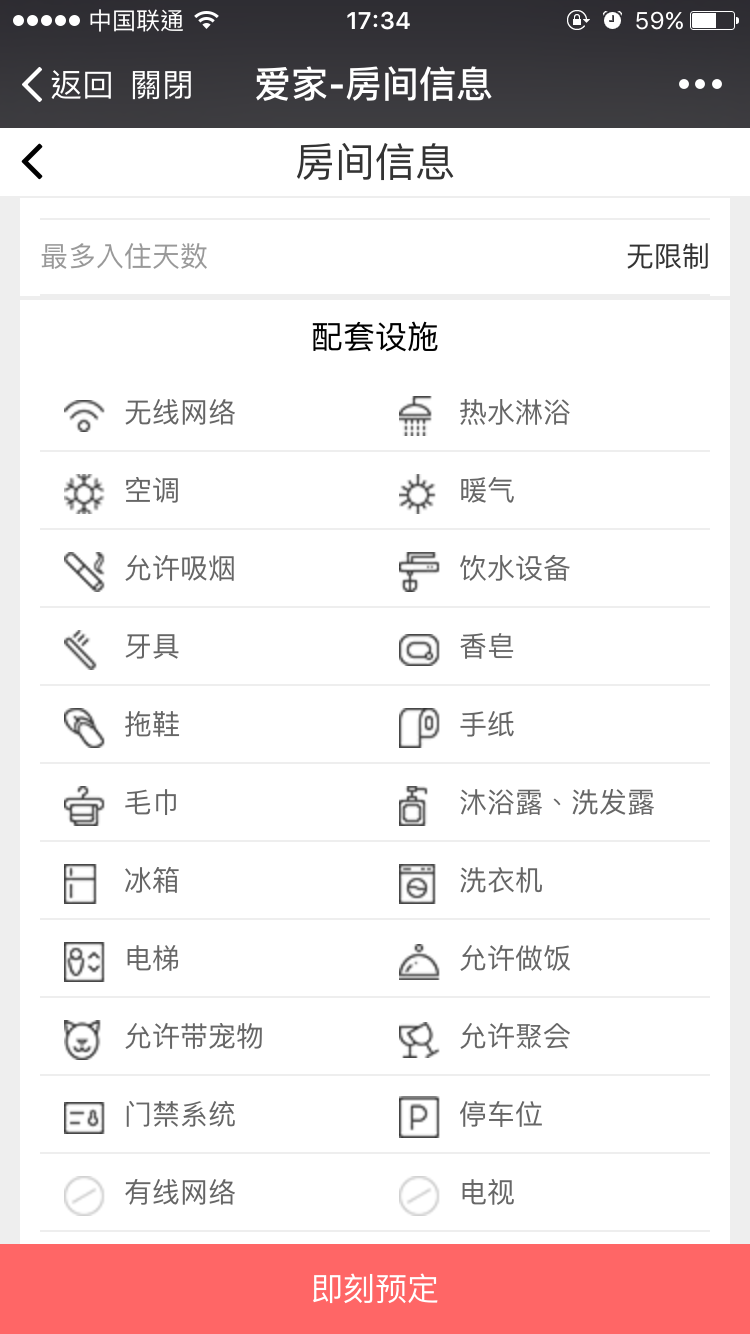 中国联通 17:34 59%
返回 關閉 爱家-房间信息
房间信息
最多入住天数 无限制
配套设施
无线网络 热水淋浴
空调 暖气
允许吸烟 饮水设备
牙具 香皂
拖鞋 手纸
毛巾 沐浴露、洗发露
冰箱 洗衣机
电梯 允许做饭
允许带宠物 允许聚会
门禁系统 P 停车位
有线网络 电视
即刻预定